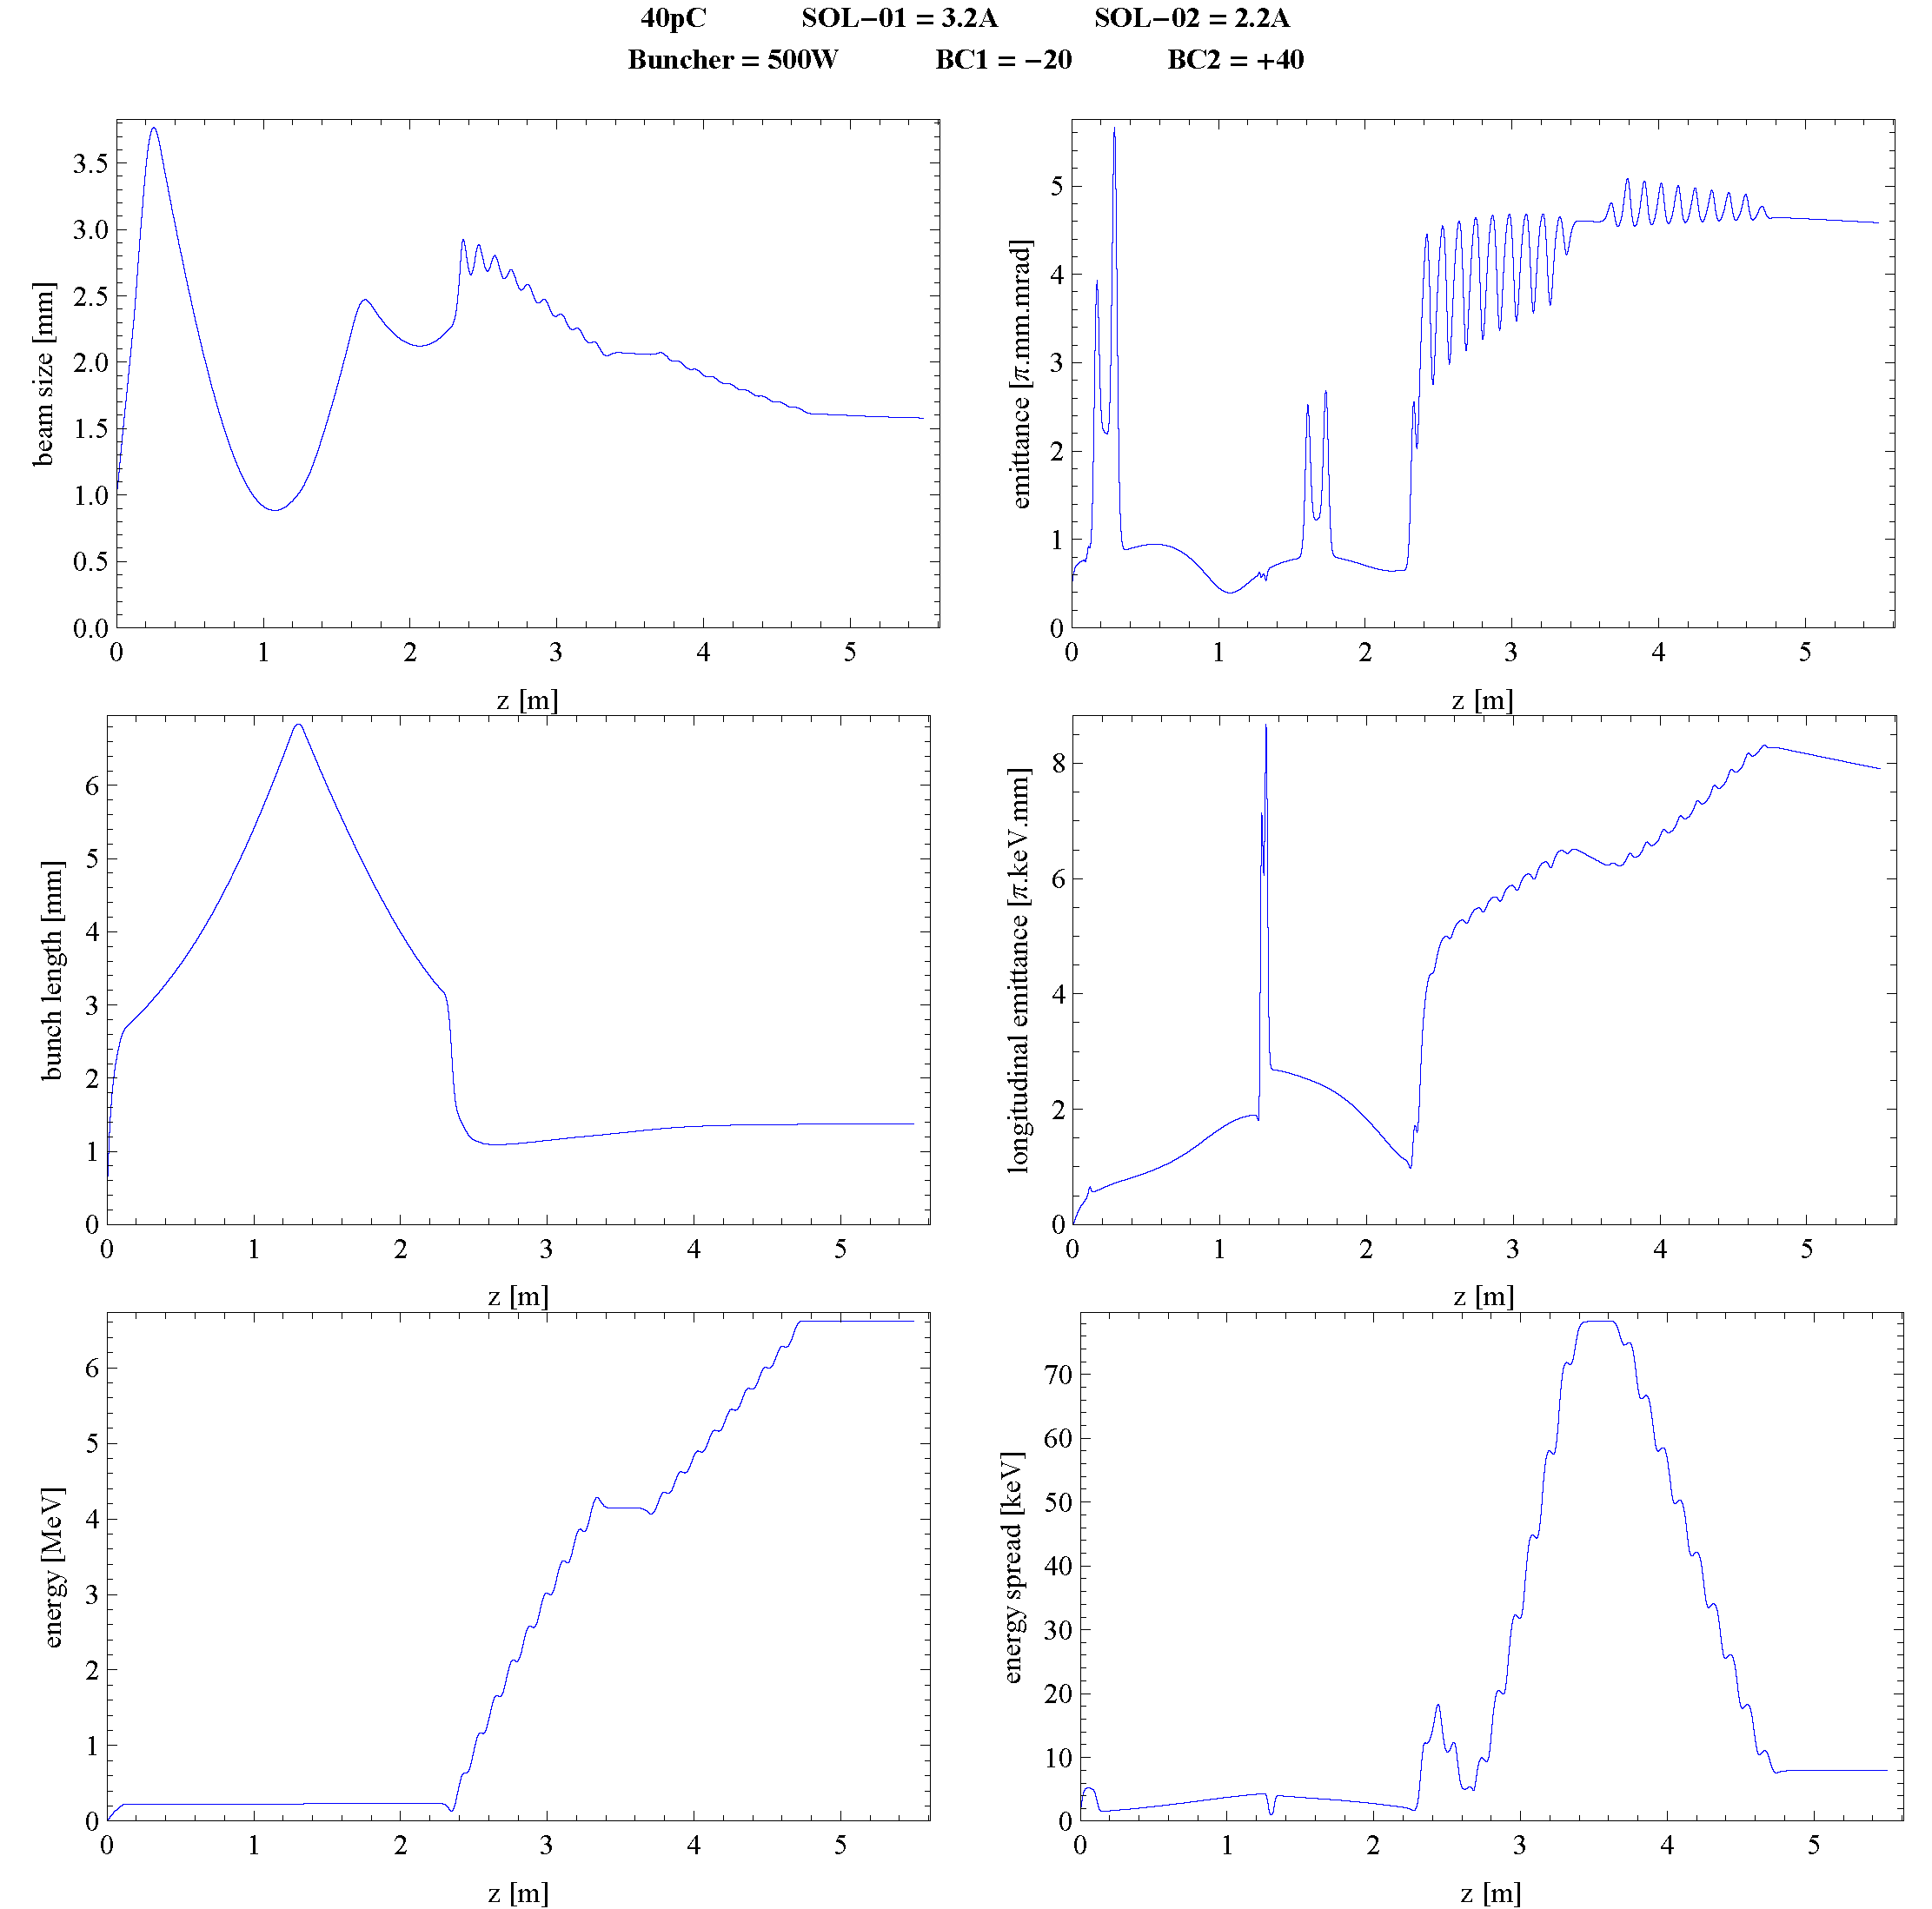 40pC SOL−01 = 3.2A SOL−02 = 2.2A
Buncher = 500W BC1 = −20 BC2 = +40
beam size [mm]
3.5
3.0
2.5
2.0
1.5
1.0
0.5
0.0
0 1 2 3 4 5
z [m]
emittance [π.mm.mrad]
5
4
3
2
1
0
0 1 2 3 4 5
z [m]
bunch length [mm]
6
5
4
3
2
1
0
0 1 2 3 4 5
z [m]
longitudinal emittance [π.keV.mm]
8
6
4
2
0
0 1 2 3 4 5
z [m]
energy [MeV]
6
5
4
3
2
1
0
0 1 2 3 4 5
z [m]
energy spread [keV]
70
60
50
40
30
20
10
0
0 1 2 3 4 5
z [m]